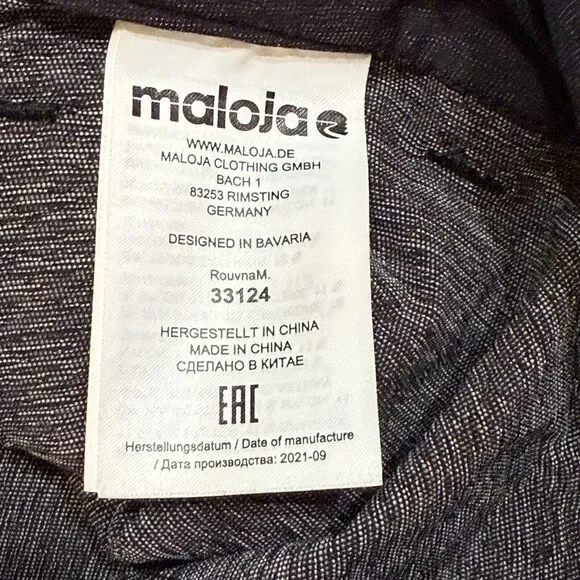 maloja
WWW.MALOJA.DE
MALOJA CLOTHING GMBH
BACH 1
83253 RIMSTING
GERMANY
DESIGNED IN BAVARIA
RouvnaM.
33124
HERGESTELLT IN CHINA
MADE IN CHINA
СДЕЛАНО В КИТАЕ
EAC
Herstellungsdatum / Date of manufacture
/ Дата производства: 2021-09